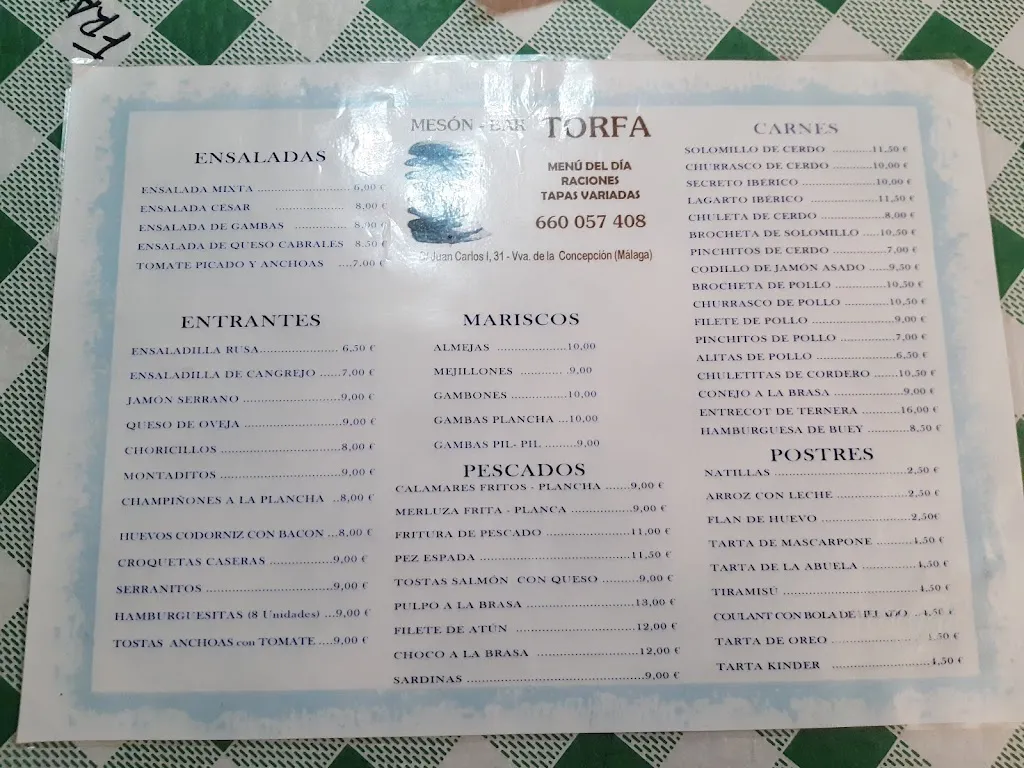 FRA
MESÓN - BAR TORFA
MENÚ DEL DÍA
RACIONES
TAPAS VARIADAS
660 057 408
Juan Carlos I, 31 - Vva. de la Concepción (Málaga)
ENSALADAS
ENSALADA MIXTA ..................... 6,00 €
ENSALADA CESAR ............... 8,00 €
ENSALADA DE GAMBAS ............... 8,00 €
ENSALADA DE QUESO CABRALES 8.50 €
TOMATE PICADO Y ANCHOAS ....7.00 €
ENTRANTES
ENSALADILLA RUSA................. 6,50 €
ENSALADILLA DE CANGREJO .....7,00 €
JAMON SERRANO ......................9,00 €
QUESO DE OVEJA ......................9,00 €
CHORICILLOS ..........................8,00 €
MONTADITOS ..........................9,00 €
CHAMPIÑONES A LA PLANCHA ..8,00 €
HUEVOS CODORNIZ CON BACON ...8,00 €
CROQUETAS CASERAS ...............9,00 €
SERRANITOS ............................9,00 €
HAMBURGUESITAS (8 Unidades) ...9,00 €
TOSTAS ANCHOAS con TOMATE ....9,00 €
MARISCOS
ALMEJAS ................10,00
MEJILLONES ............ .9,00
GAMBONES .............10,00
GAMBAS PLANCHA ...10,00
GAMBAS PIL- PIL .........9,00
PESCADOS
CALAMARES FRITOS - PLANCHA .......9,00 €
MERLUZA FRITA - PLANCA ................9,00 €
FRITURA DE PESCADO .....................11,00 €
PEZ ESPADA ....................................11,50 €
TOSTAS SALMÓN CON QUESO ..........9,00 €
PULPO A LA BRASA ..........................13,00 €
FILETE DE ATÚN .............................12,00 €
CHOCO A LA BRASA ........................12,00 €
SARDINAS ........................................9,00 €
CARNES
SOLOMILLO DE CERDO ...........11,50 €
CHURRASCO DE CERDO ..........10,00 €
SECRETO IBÉRICO .................10,00 €
LAGARTO IBÉRICO ................11,50 €
CHULETA DE CERDO ...............8,00 €
BROCHETA DE SOLOMILLO .....10,50 €
PINCHITOS DE CERDO .............7,00 €
CODILLO DE JAMÓN ASADO .....9,50 €
BROCHETA DE POLLO .............10,50 €
CHURRASCO DE POLLO ...........10,50 €
FILETE DE POLLO ...................9,00 €
PINCHITOS DE POLLO .............7,00 €
ALITAS DE POLLO ..................6,50 €
CHULETITAS DE CORDERO .......10,50 €
CONEJO A LA BRASA ...............9,00 €
ENTRECOT DE TERNERA .........16,00 €
HAMBURGUESA DE BUEY .........8,50 €
POSTRES
NATILLAS ..........................2,50 €
ARROZ CON LECHE ..............2,50 €
FLAN DE HUEVO .................2,50€
TARTA DE MASCARPONE .......4,50 €
TARTA DE LA ABUELA ..........4,50 €
TIRAMISÚ ..........................4,50 €
COULANT CON BOLA DE HELADO ..4,50 €
TARTA DE OREO .................4,50 €
TARTA KINDER ..................4,50 €